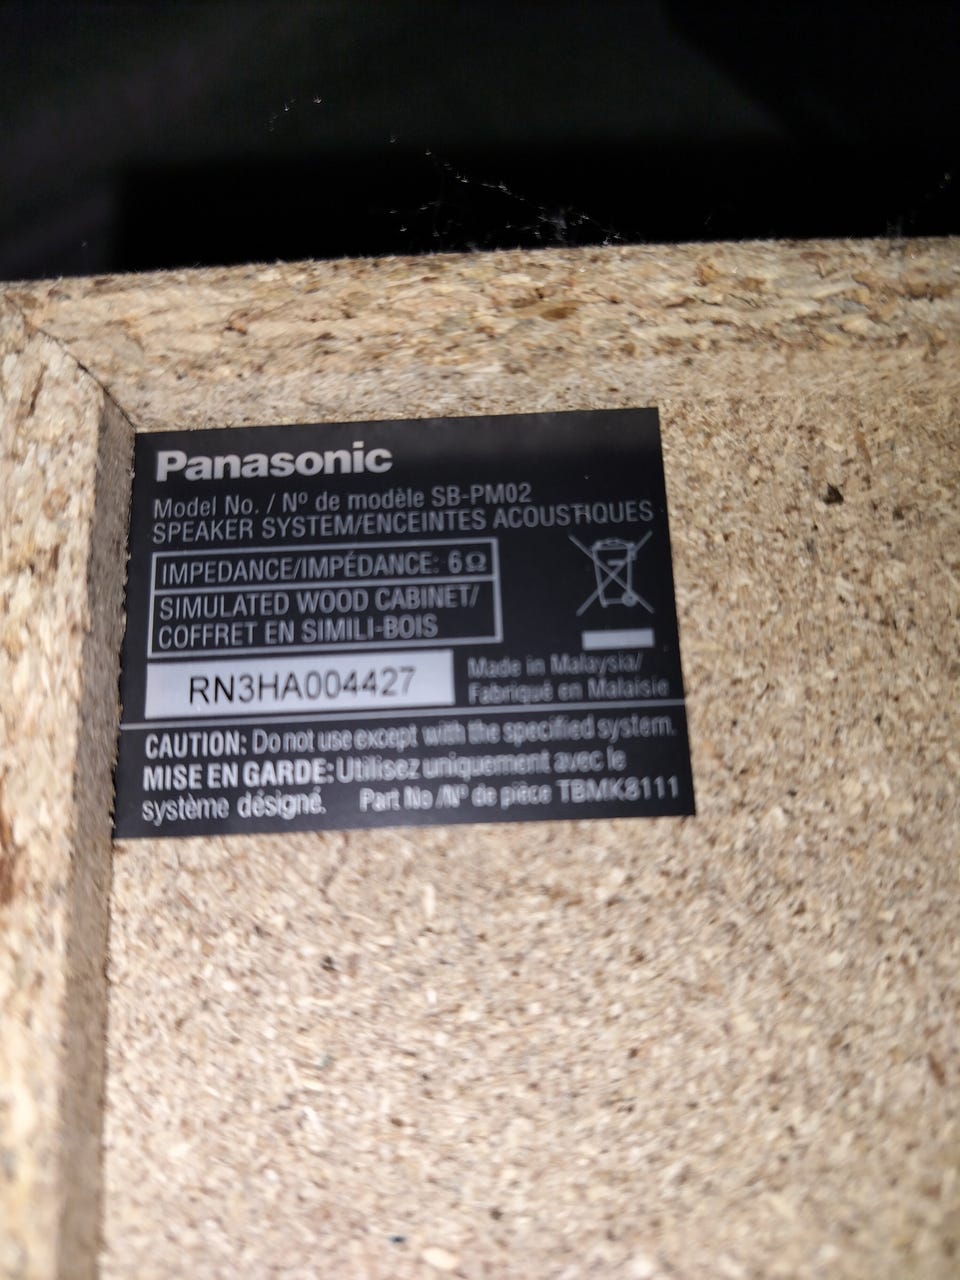 Panasonic
Model No. / Nº de modèle SB-PM02
SPEAKER SYSTEM/ENCEINTES ACOUSTIQUES
IMPEDANCE/IMPÉDANCE: 6Ω
SIMULATED WOOD CABINET/
COFFRET EN SIMILI-BOIS
RN3HA004427
Made in Malaysia/
Fabriqué en Malaisie
CAUTION: Do not use except with the specified system.
MISE EN GARDE: Utilisez uniquement avec le
système désigné. Part No /Nº de pièce TBMK8111